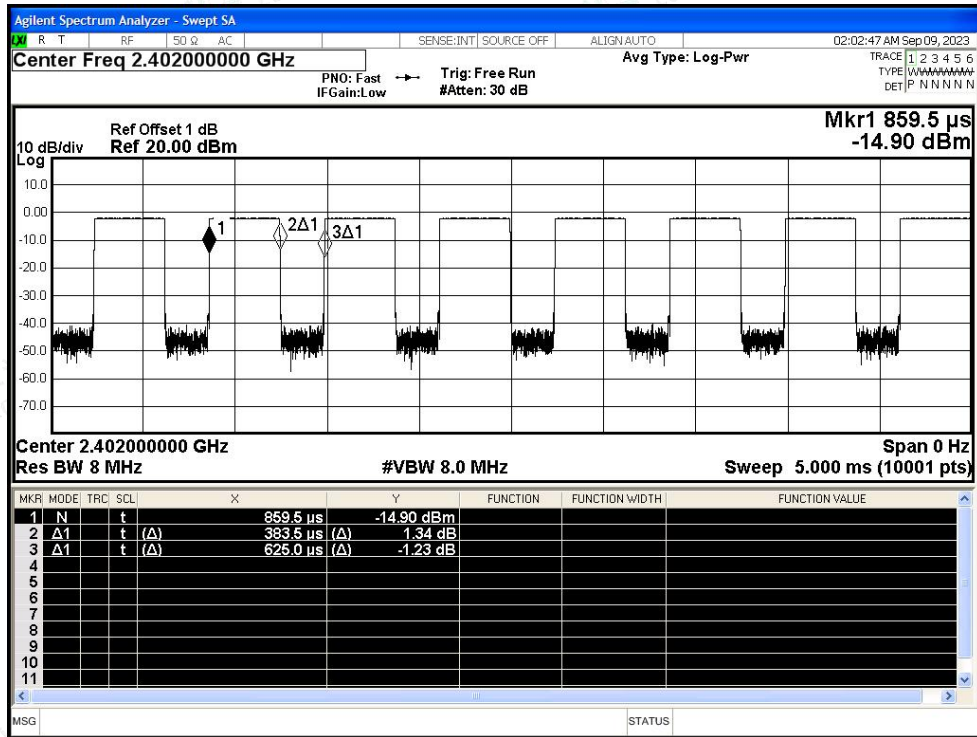 Agilent Spectrum Analyzer - Swept SA
LXI R T RF 50 Ω AC SENSE:INT SOURCE OFF ALIGN AUTO 02:02:47 AM Sep 09, 2023
Center Freq 2.402000000 GHz
PNO: Fast
IFGain:Low
Trig: Free Run
#Atten: 30 dB
Avg Type: Log-Pwr
TRACE 1 2 3 4 5 6
TYPE WWWWWW
DET P N N N N N
Mkr1 859.5 µs
-14.90 dBm
Ref Offset 1 dB
10 dB/div Ref 20.00 dBm
Log
10.0
0.00
-10.0
-20.0
-30.0
-40.0
-50.0
-60.0
-70.0
1
2Δ1
3Δ1
Center 2.402000000 GHz Span 0 Hz
Res BW 8 MHz #VBW 8.0 MHz Sweep 5.000 ms (10001 pts)
MKR MODE TRC SCL X Y FUNCTION FUNCTION WIDTH FUNCTION VALUE
1 N t 859.5 µs -14.90 dBm
2 Δ1 t (Δ) 383.5 µs (Δ) 1.34 dB
3 Δ1 t (Δ) 625.0 µs (Δ) -1.23 dB
4
5
6
7
8
9
10
11
MSG STATUS